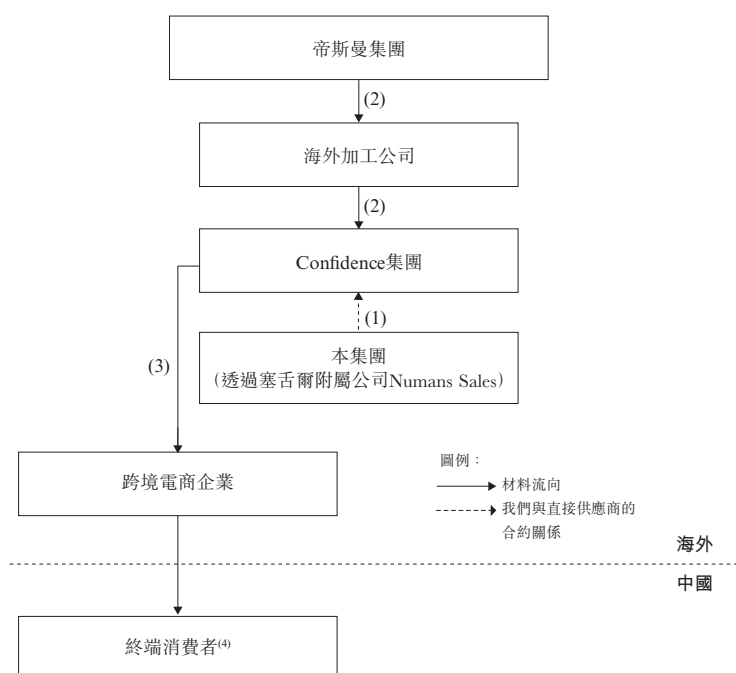 帝斯曼集團
(2)
海外加工公司
(2)
Confidence集團
(1)
本集團
（透過塞舌爾附屬公司Numans Sales）
(3)
跨境電商企業
圖例：
材料流向
我們與直接供應商的
合約關係
海外
中國
終端消費者(4)